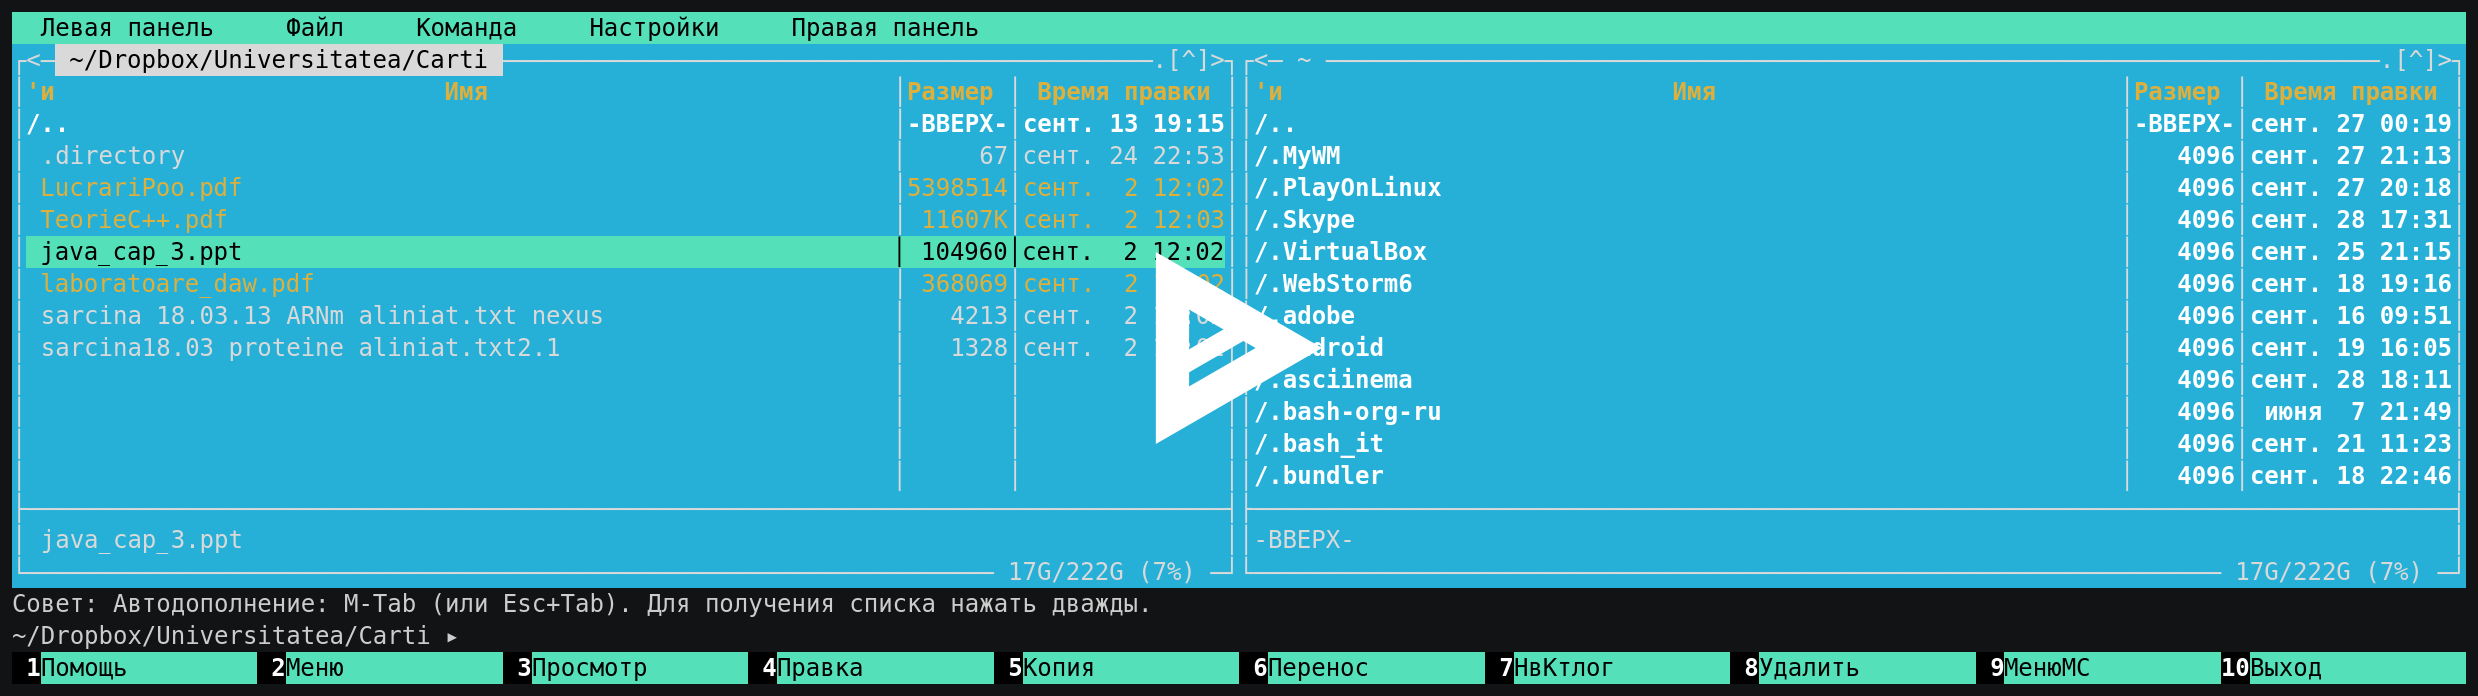 Левая панель Файл Команда Настройки Правая панель
<─ ~/Dropbox/Universitatea/Carti .[^]> <─ ~ .[^]>
'и Имя Размер Время правки 'и Имя Размер Время правки
/.. -ВВЕРХ- сент. 13 19:15 /.. -ВВЕРХ- сент. 27 00:19
.directory 67 сент. 24 22:53 /.MyWM 4096 сент. 27 21:13
LucrariPoo.pdf 5398514 сент. 2 12:02 /.PlayOnLinux 4096 сент. 27 20:18
TeorieC++.pdf 11607K сент. 2 12:03 /.Skype 4096 сент. 28 17:31
java_cap_3.ppt 104960 сент. 2 12:02 /.VirtualBox 4096 сент. 25 21:15
laboratoare_daw.pdf 368069 сент. 2 /.WebStorm6 4096 сент. 18 19:16
sarcina 18.03.13 ARNm aliniat.txt nexus 4213 сент. 2 /.adobe 4096 сент. 16 09:51
sarcina18.03 proteine aliniat.txt2.1 1328 сент. 2 4096 сент. 19 16:05
/.asciinema 4096 сент. 28 18:11
/.bash-org-ru 4096 июня 7 21:49
/.bash_it 4096 сент. 21 11:23
/.bundler 4096 сент. 18 22:46
java_cap_3.ppt -ВВЕРХ-
17G/222G (7%) 17G/222G (7%)
Совет: Автодополнение: M-Tab (или Esc+Tab). Для получения списка нажать дважды.
~/Dropbox/Universitatea/Carti ▸
1Помощь 2Меню 3Просмотр 4Правка 5Копия 6Перенос 7НвКтлог 8Удалить 9МенюМС 10Выход